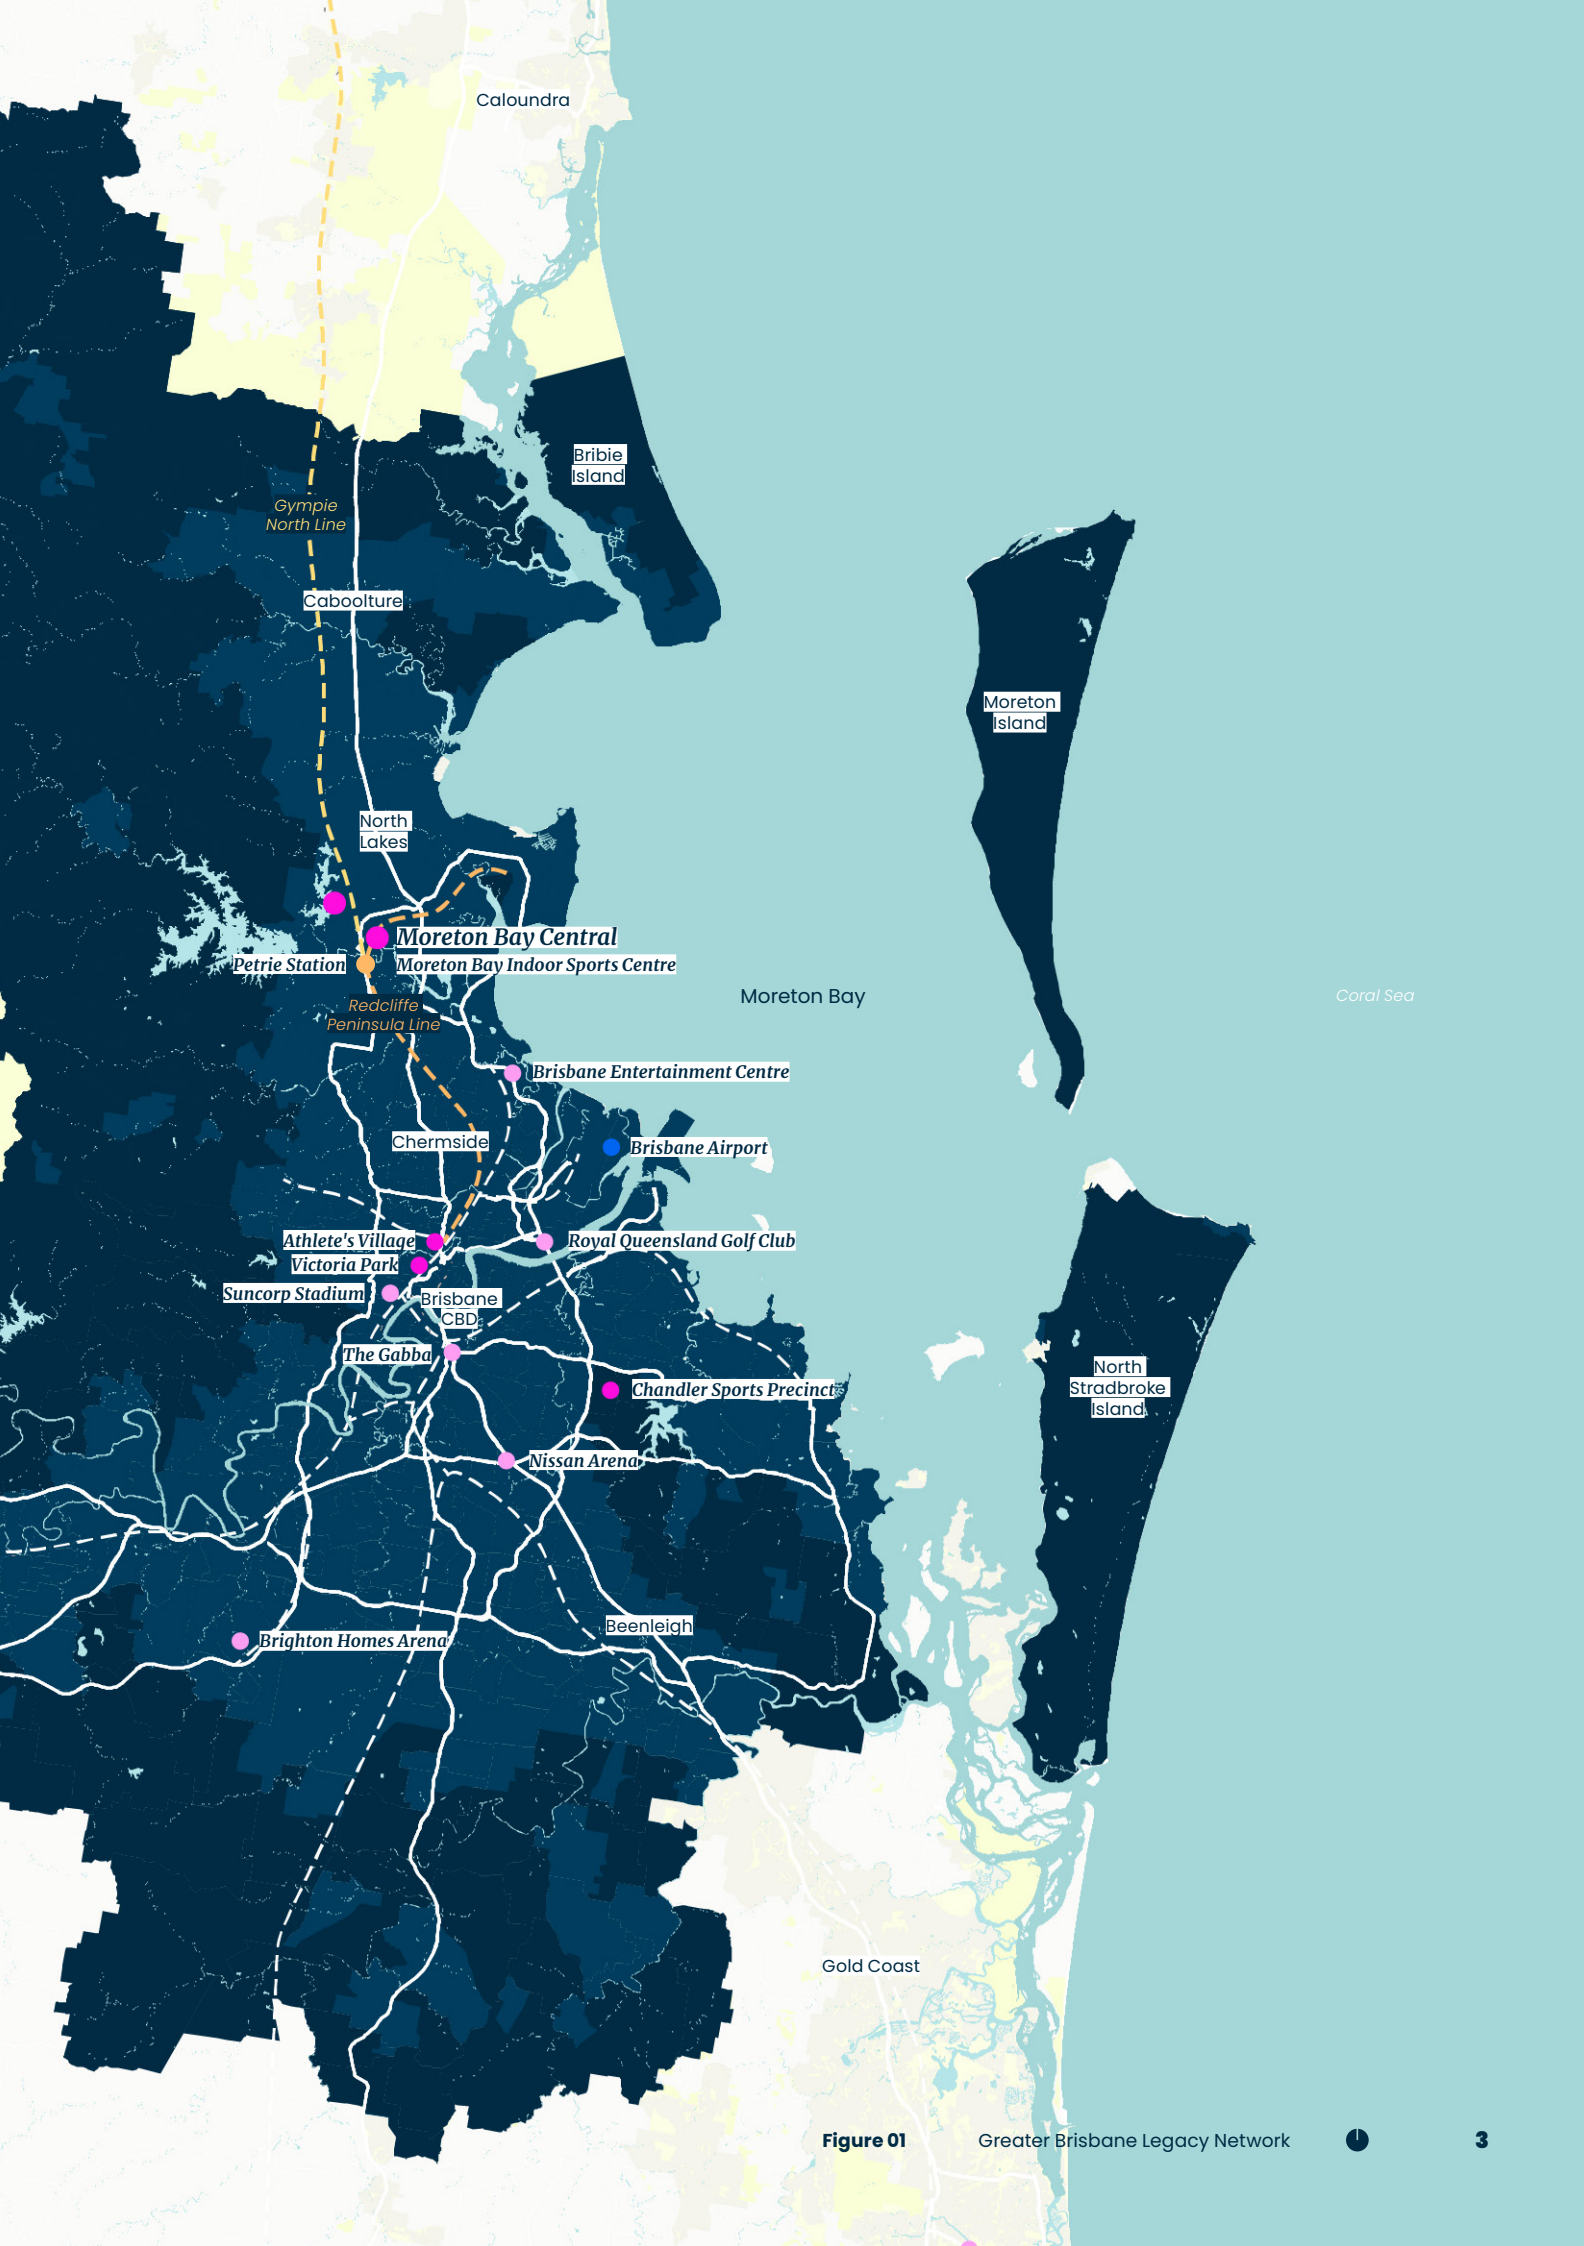 Caloundra
Bribie
Island
Gympie
North Line
Caboolture
Moreton
Island
North
Lakes
Moreton Bay Central
Petrie Station
Moreton Bay Indoor Sports Centre
Redcliffe
Peninsula Line
Moreton Bay
Coral Sea
Brisbane Entertainment Centre
Chermside
Brisbane Airport
Athlete's Village
Royal Queensland Golf Club
Victoria Park
Suncorp Stadium
Brisbane
CBD
The Gabba
North
Stradbroke
Island
Chandler Sports Precinct
Nissan Arena
Beenleigh
Brighton Homes Arena
Gold Coast
Figure 01 Greater Brisbane Legacy Network 3